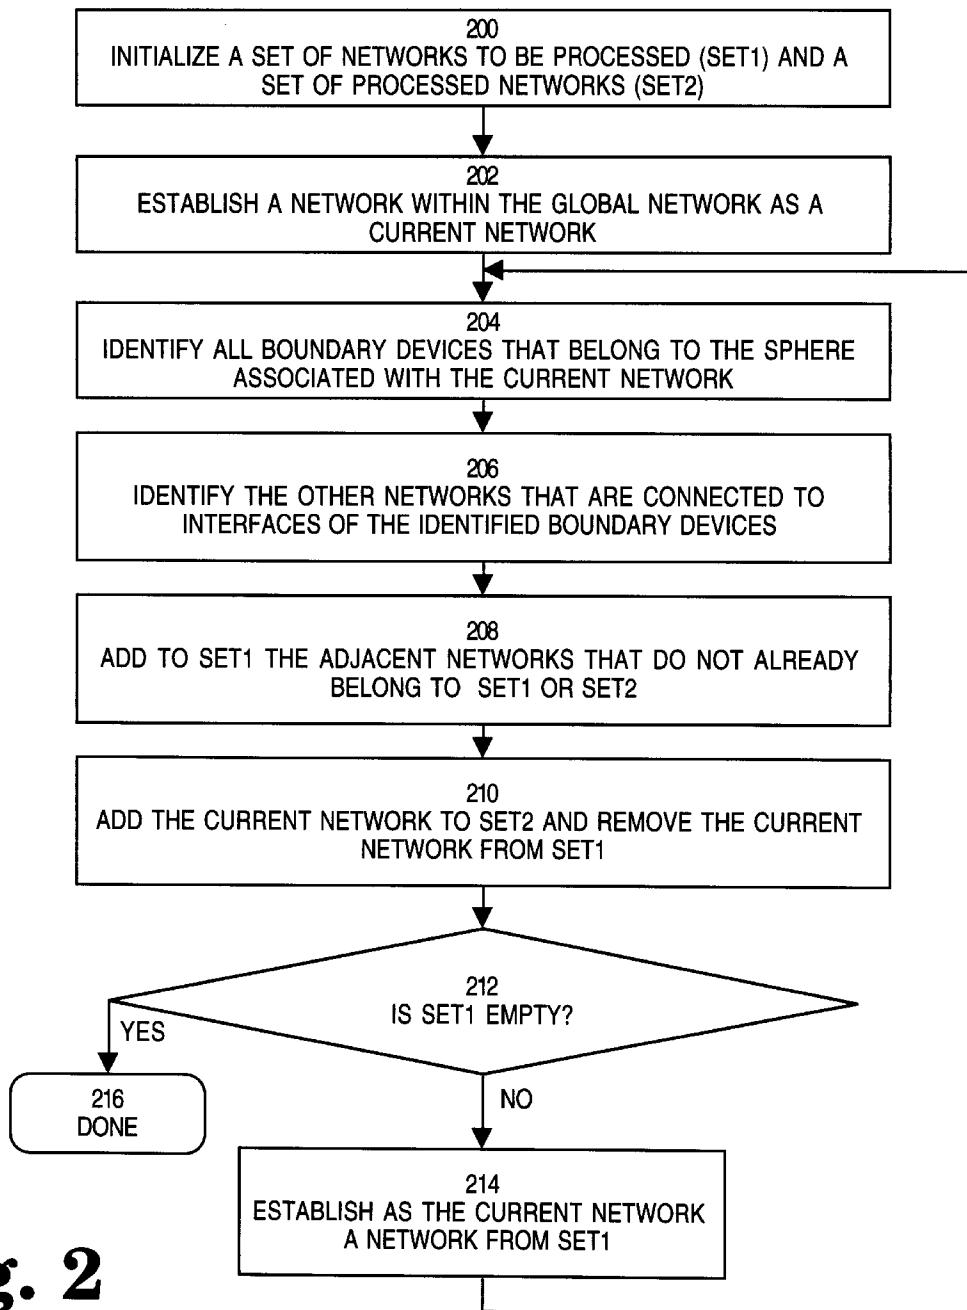 200
INITIALIZE A SET OF NETWORKS TO BE PROCESSED (SET1) AND A
SET OF PROCESSED NETWORKS (SET2)
202
ESTABLISH A NETWORK WITHIN THE GLOBAL NETWORK AS A
CURRENT NETWORK
204
IDENTIFY ALL BOUNDARY DEVICES THAT BELONG TO THE SPHERE
ASSOCIATED WITH THE CURRENT NETWORK
206
IDENTIFY THE OTHER NETWORKS THAT ARE CONNECTED TO
INTERFACES OF THE IDENTIFIED BOUNDARY DEVICES
208
ADD TO SET1 THE ADJACENT NETWORKS THAT DO NOT ALREADY
BELONG TO SET1 OR SET2
210
ADD THE CURRENT NETWORK TO SET2 AND REMOVE THE CURRENT
NETWORK FROM SET1
212
IS SET1 EMPTY?
YES
216
DONE
NO
214
ESTABLISH AS THE CURRENT NETWORK
A NETWORK FROM SET1
g. 2